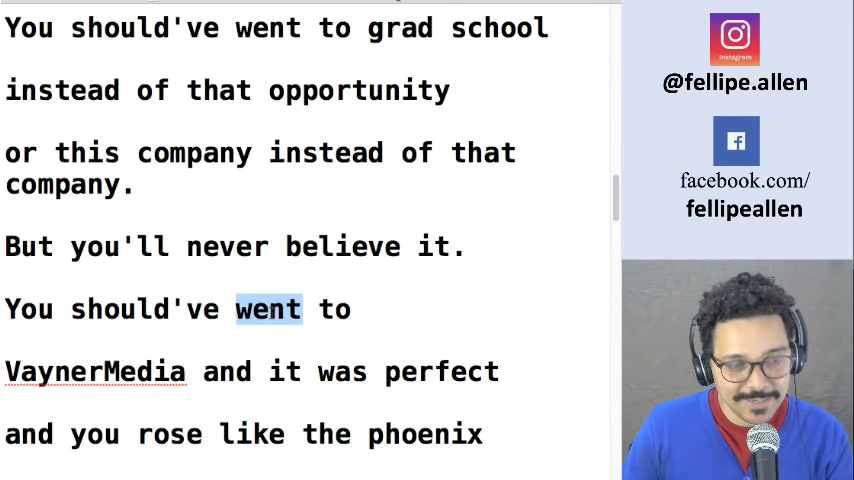 You should've went to grad school
instead of that opportunity
or this company instead of that
company.
But you'll never believe it.
You should've went to
VaynerMedia and it was perfect
and you rose like the phoenix
Instagram
@fellipe.allen
facebook.com/
fellipeallen